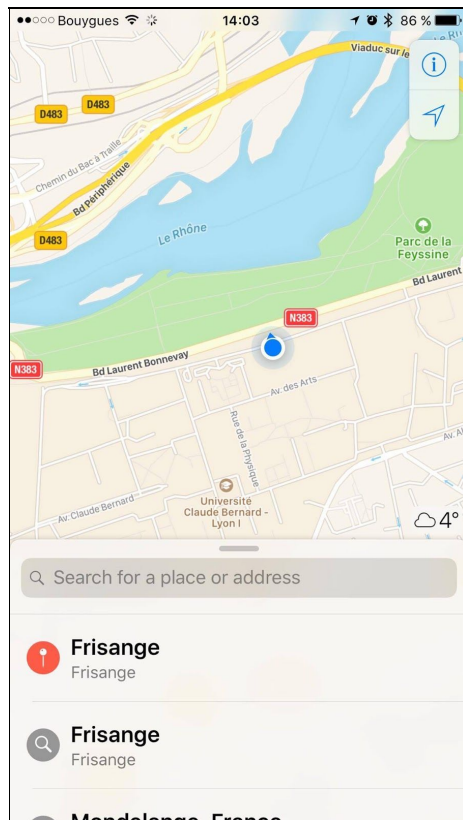 Bouygues 14:03 86 %
Viaduc sur le
D483
D483
Chemin du Bac à Traille
Bd Périphérique
D483
Le Rhône
Parc de la
Feyssine
Bd Laurent
N383
N383
Bd Laurent Bonnevay
Av. des Arts
Rue de la Physique
Av. Claude Bernard
Université
Claude Bernard -
Lyon I
4°
Search for a place or address
Frisange
Frisange
Frisange
Frisange